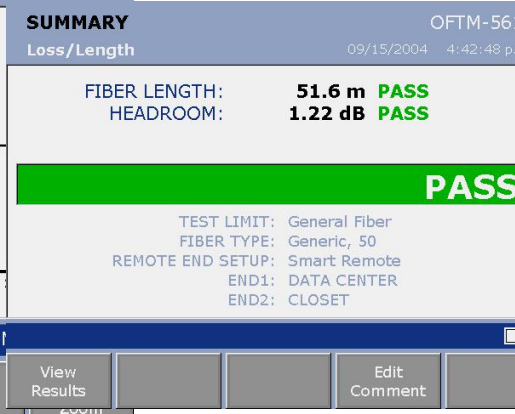 SUMMARY OFTM-561
Loss/Length 09/15/2004 4:42:48 p.
FIBER LENGTH: 51.6 m PASS
HEADROOM: 1.22 dB PASS
PASS
TEST LIMIT: General Fiber
FIBER TYPE: Generic, 50
REMOTE END SETUP: Smart Remote
END1: DATA CENTER
END2: CLOSET
View Results
Edit Comment